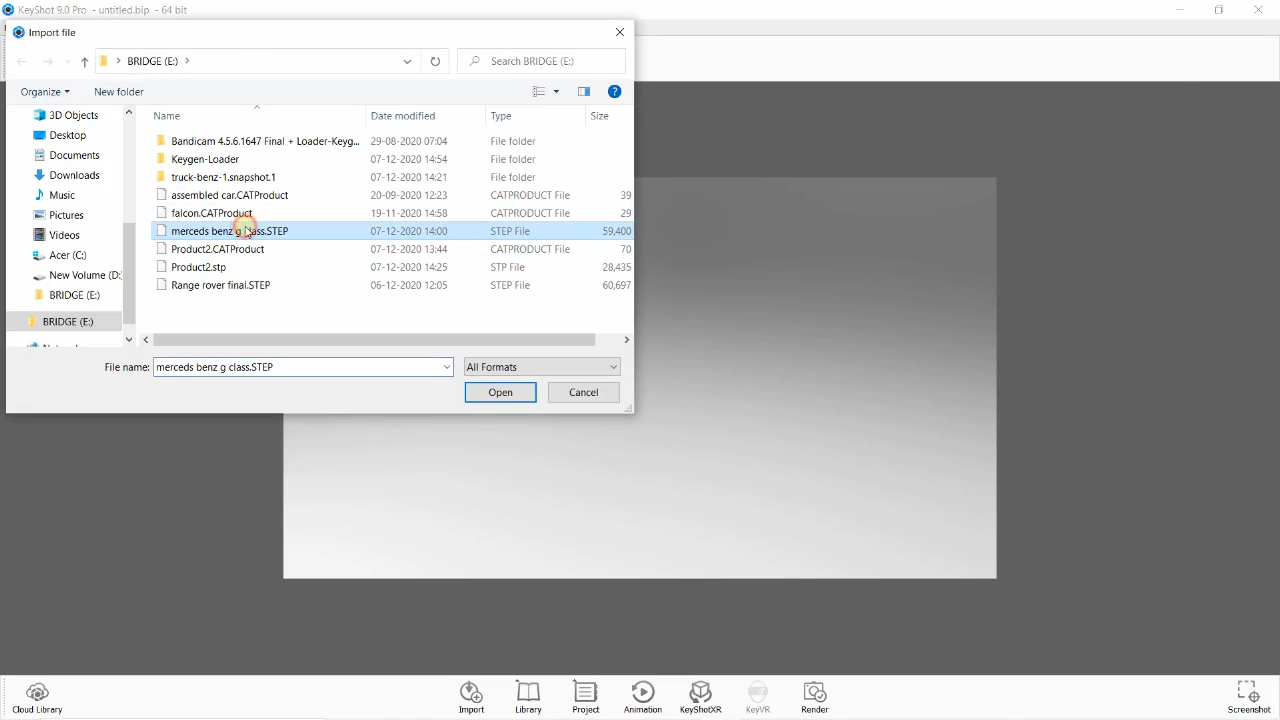 KeyShot 9.0 Pro - untitled.bip - 64 bit
Import file
BRIDGE (E:)
Search BRIDGE (E:)
Organize
New folder
Name
Date modified
Type
Size
3D Objects
Desktop
Documents
Downloads
Music
Pictures
Videos
Acer (C:)
New Volume (D:
BRIDGE (E:)
BRIDGE (E:)
Bandicam 4.5.6.1647 Final + Loader-Keyg... 29-08-2020 07:04 File folder
Keygen-Loader 07-12-2020 14:54 File folder
truck-benz-1.snapshot.1 07-12-2020 14:21 File folder
assembled car.CATProduct 20-09-2020 12:23 CATPRODUCT File 39
falcon.CATProduct 19-11-2020 14:58 CATPRODUCT File 29
merceds benz g class.STEP 07-12-2020 14:00 STEP File 59,400
Product2.CATProduct 07-12-2020 13:44 CATPRODUCT File 70
Product2.stp 07-12-2020 14:25 STP File 28,435
Range rover final.STEP 06-12-2020 12:05 STEP File 60,697
File name: merceds benz g class.STEP
All Formats
Open
Cancel
Cloud Library
Import
Library
Project
Animation
KeyShotXR
KeyVR
Render
Screenshot